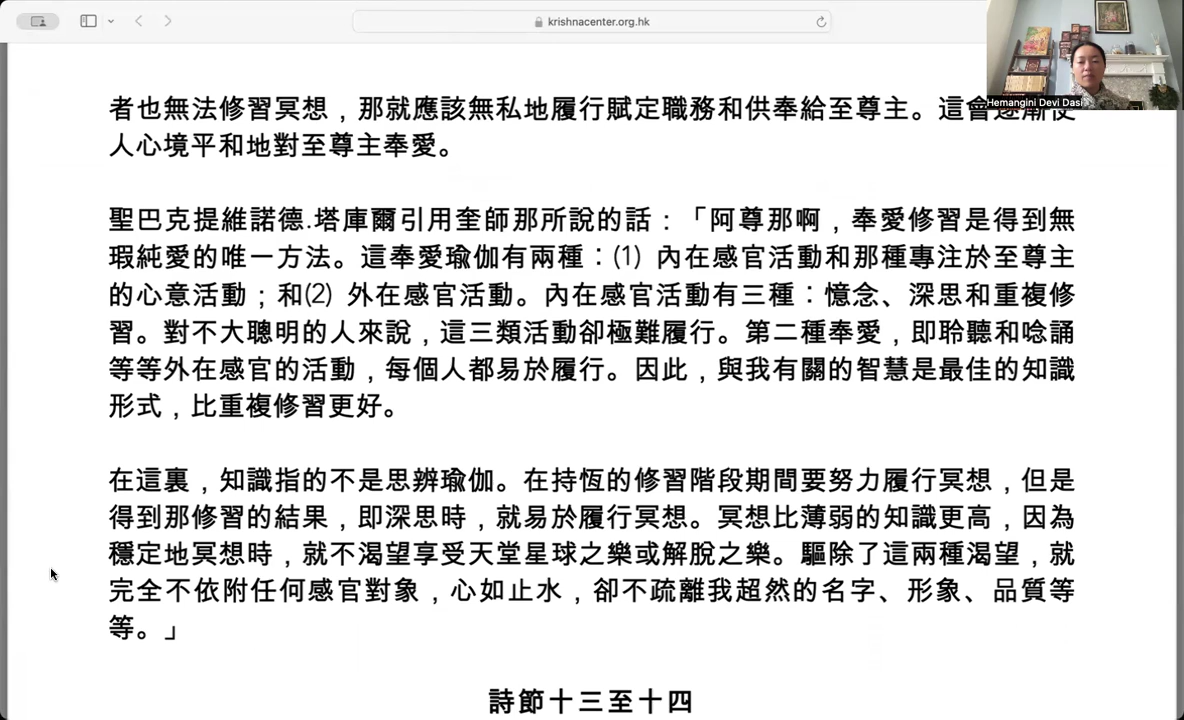 krishnacenter.org.hk
Hemangini Devi Dasi
者也無法修習冥想，那就應該無私地履行賦定職務和供奉給至尊主。這會逐漸使
人心境平和地對至尊主奉愛。
聖巴克提維諾德.塔庫爾引用奎師那所說的話：「阿尊那啊，奉愛修習是得到無
瑕純愛的唯一方法。這奉愛瑜伽有兩種：(1) 內在感官活動和那種專注於至尊主
的心意活動；和(2) 外在感官活動。內在感官活動有三種：憶念、深思和重複修
習。對不大聰明的人來說，這三類活動卻極難履行。第二種奉愛，即聆聽和唸誦
等等外在感官的活動，每個人都易於履行。因此，與我有關的智慧是最佳的知識
形式，比重複修習更好。
在這裏，知識指的不是思辨瑜伽。在持恆的修習階段期間要努力履行冥想，但是
得到那修習的結果，即深思時，就易於履行冥想。冥想比薄弱的知識更高，因為
穩定地冥想時，就不渴望享受天堂星球之樂或解脫之樂。驅除了這兩種渴望，就
完全不依附任何感官對象，心如止水，卻不疏離我超然的名字、形象、品質等
等。」
詩節十三至十四